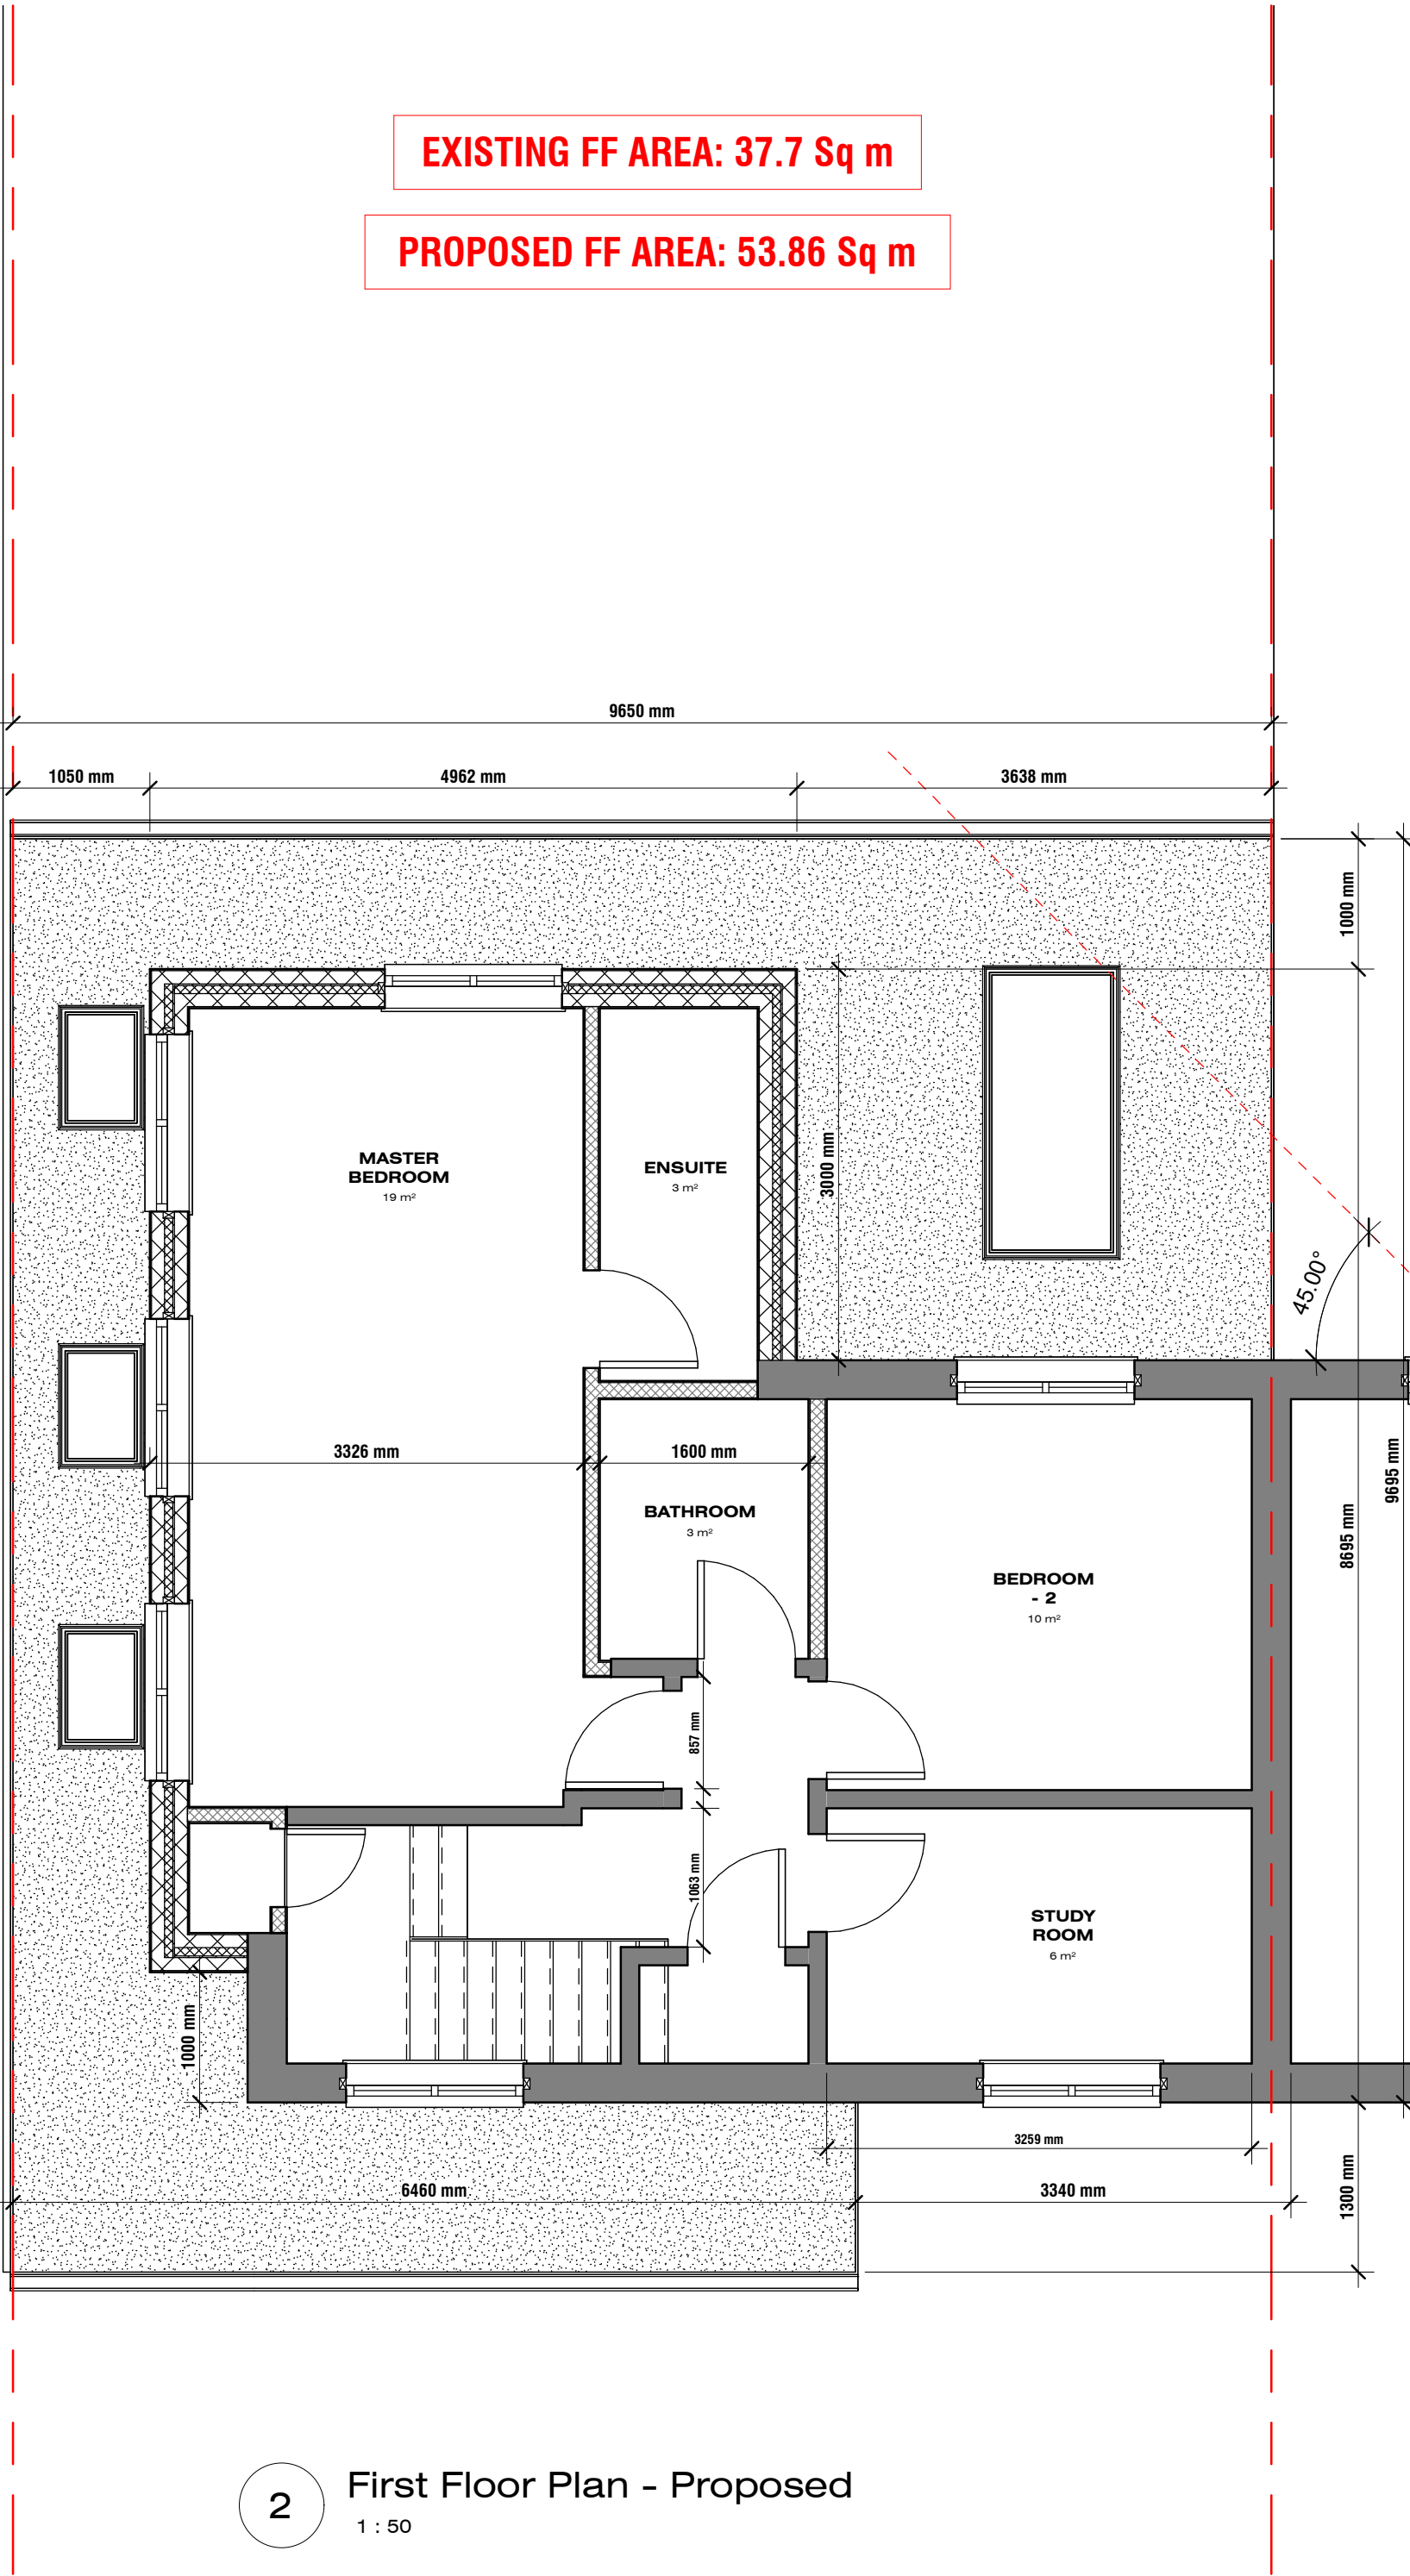 EXISTING FF AREA: 37.7 Sq m
PROPOSED FF AREA: 53.86 Sq m
9650 mm
1050 mm
4962 mm
3638 mm
1000 mm
MASTER
BEDROOM
19 m²
ENSUITE
3 m²
3000 mm
45.00°
3326 mm
1600 mm
9695 mm
BATHROOM
3 m²
8695 mm
BEDROOM
- 2
10 m²
857 mm
1063 mm
STUDY
ROOM
6 m²
1000 mm
3259 mm
6460 mm
3340 mm
1300 mm
2
First Floor Plan - Proposed
1 : 50